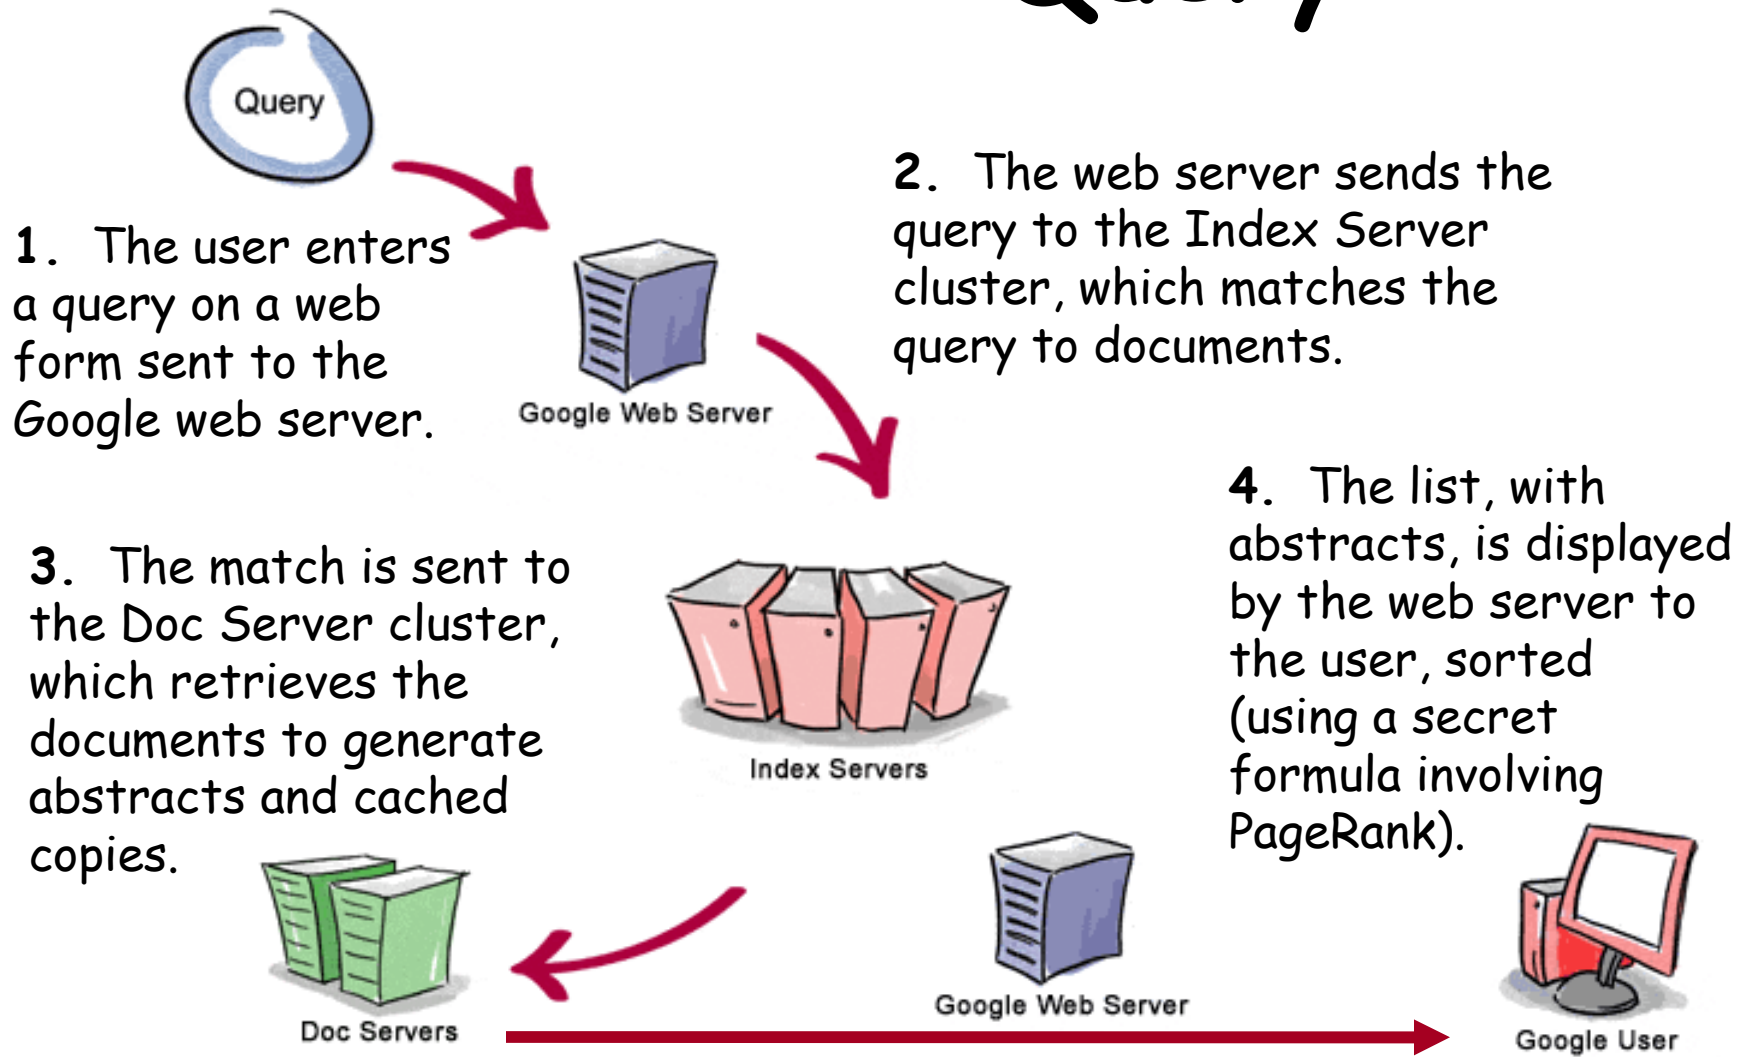 Query
Query
1. The user enters
a query on a web
form sent to the
Google web server.
Google Web Server
2. The web server sends the
query to the Index Server
cluster, which matches the
query to documents.
3. The match is sent to
the Doc Server cluster,
which retrieves the
documents to generate
abstracts and cached
copies.
Index Servers
4. The list, with
abstracts, is displayed
by the web server to
the user, sorted
(using a secret
formula involving
PageRank).
Doc Servers
Google Web Server
Google User